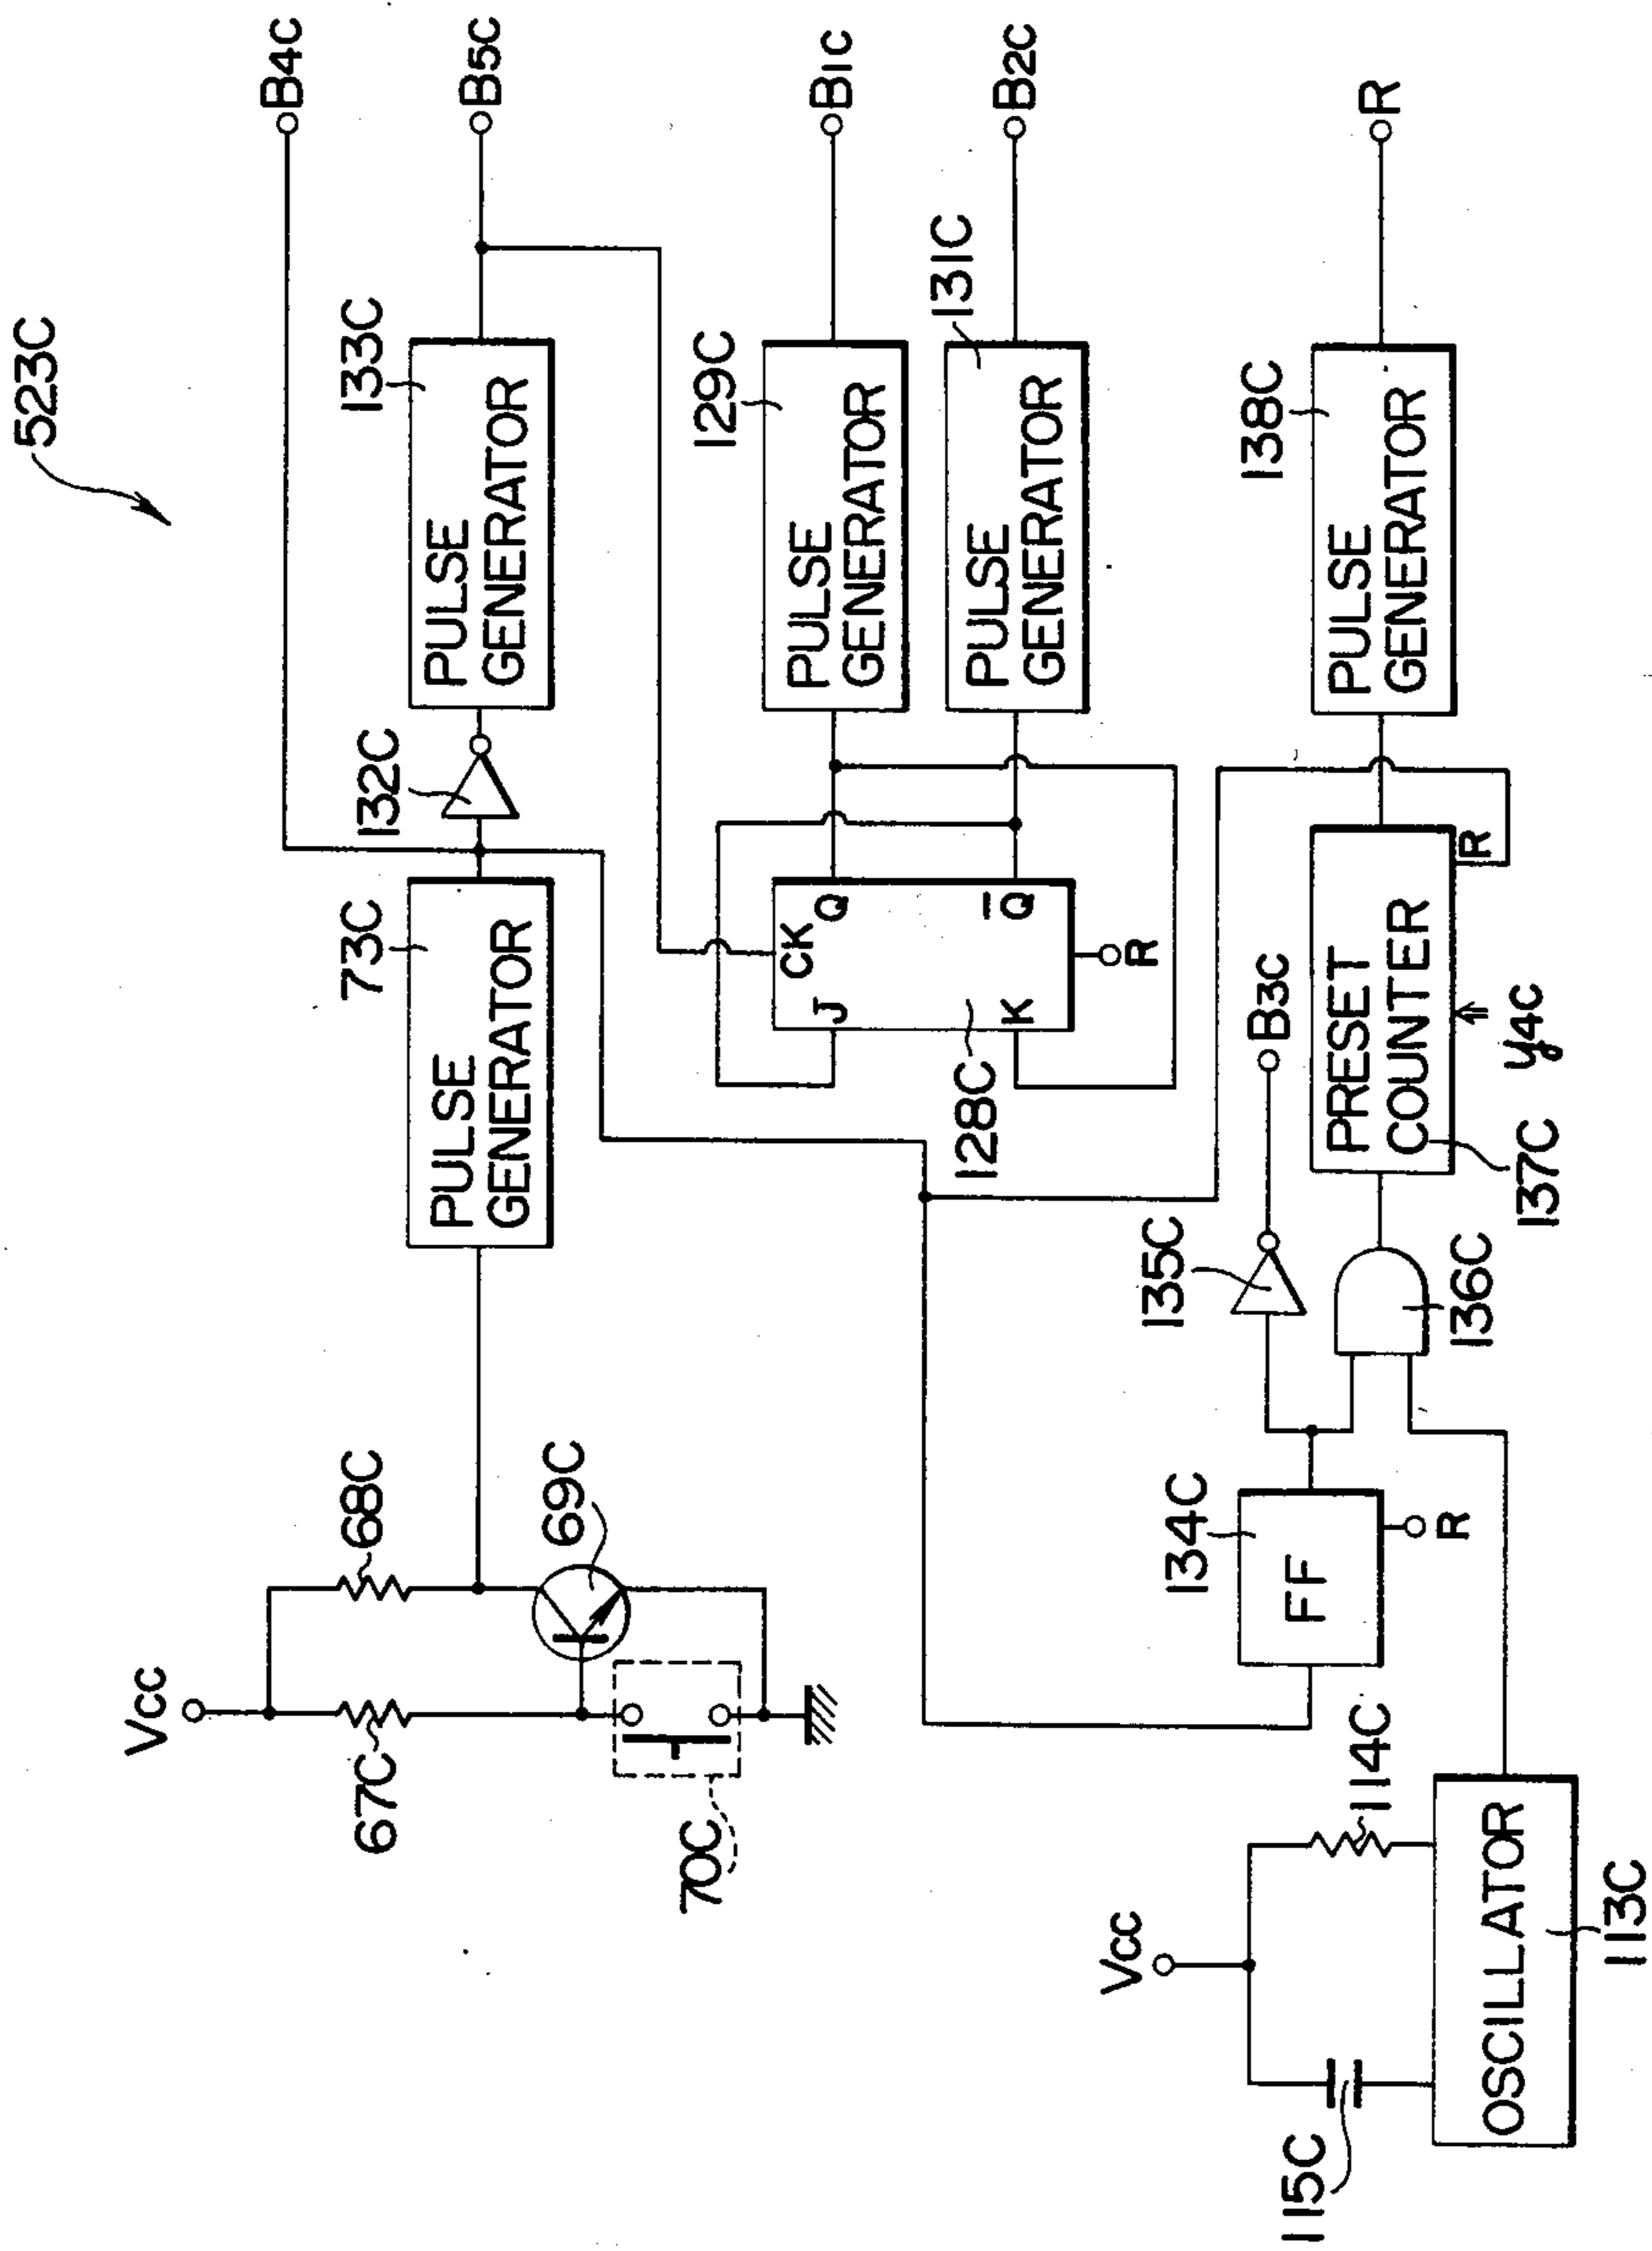 523C
B4C
B5C
133C
PULSE
GENERATOR
132C
73C
PULSE
GENERATOR
68C
VCC
67C
69C
70C
B1C
129C
PULSE
GENERATOR
131C
B2C
PULSE
GENERATOR
CK
Q
J
Q̅
K
R
128C
R
138C
PULSE
GENERATOR
R
PRESET
COUNTER
y4C
137C
B3C
135C
136C
134C
FF
R
VCC
114C
115C
OSCILLATOR
113C